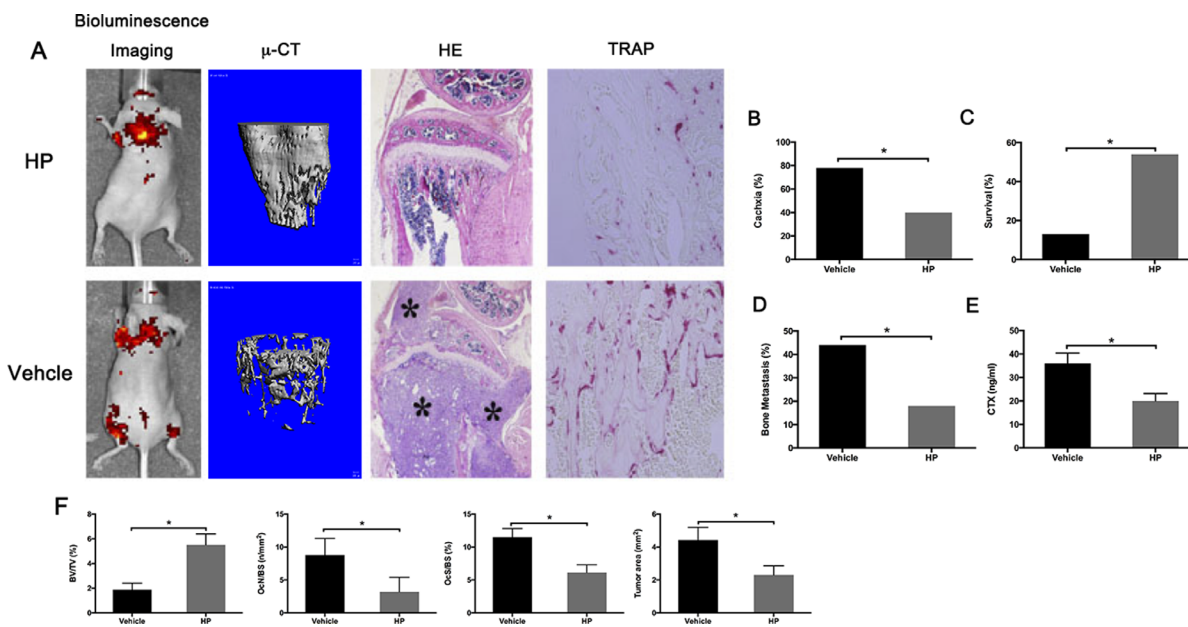 Bioluminescence
A Imaging μ-CT HE TRAP
HP
Vehcle
*
*
*
B
Cachxia (%)
100
80
60
40
20
0
*
Vehicle HP
C
Survival (%)
60
40
20
0
*
Vehicle HP
D
Bone Metastasis (%)
50
40
30
20
10
0
*
Vehicle HP
E
CTX (ng/ml)
50
40
30
20
10
0
*
Vehicle HP
F
BV/TV (%)
8
6
4
2
0
*
Vehicle HP
OcN/BS (n/mm²)
15
10
5
0
*
Vehicle HP
OcS/BS (%)
15
10
5
0
*
Vehicle HP
Tumor area (mm²)
6
4
2
0
*
Vehicle HP